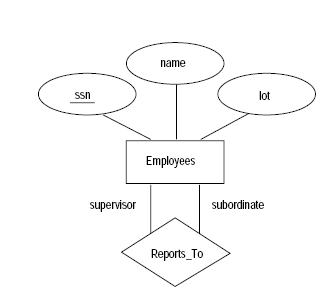 name
ssn
lot
Employees
supervisor
subordinate
Reports_To